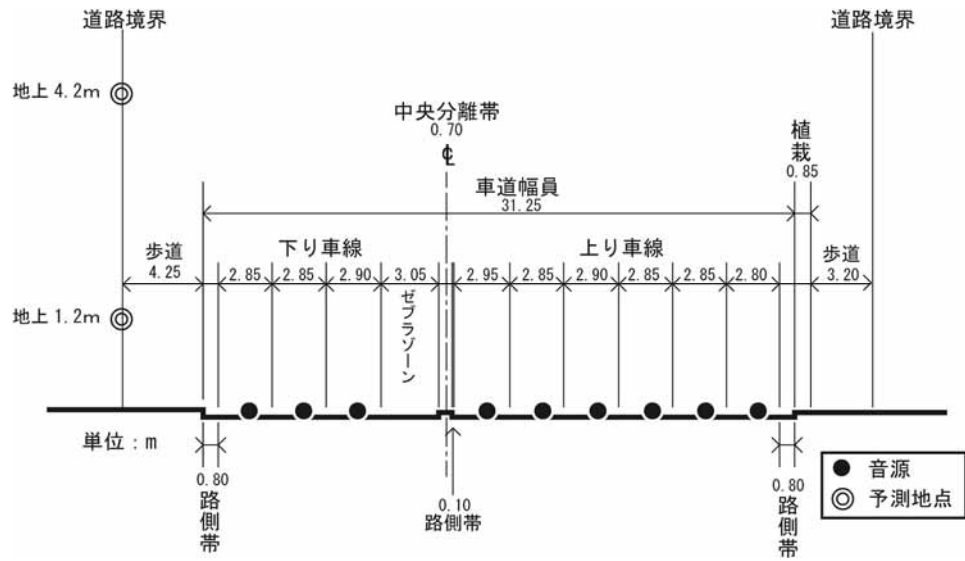 道路境界
道路境界
地上 4.2m
中央分離帯
0.70
℄
植栽
0.85
車道幅員
31.25
歩道
4.25
下り車線
上り車線
歩道
3.20
2.85
2.85
2.90
3.05
2.95
2.85
2.90
2.85
2.85
2.80
ゼブラゾーン
地上 1.2m
単位：m
0.80
路側帯
0.10
路側帯
0.80
路側帯
音源
予測地点